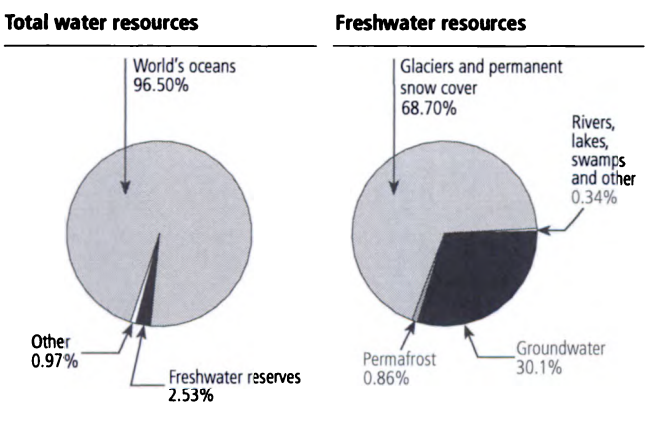 Total water resources
Freshwater resources
World's oceans
96.50%
Glaciers and permanent
snow cover
68.70%
Rivers,
lakes,
swamps
and other
0.34%
Other
0.97%
Freshwater reserves
2.53%
Permafrost
0.86%
Groundwater
30.1%